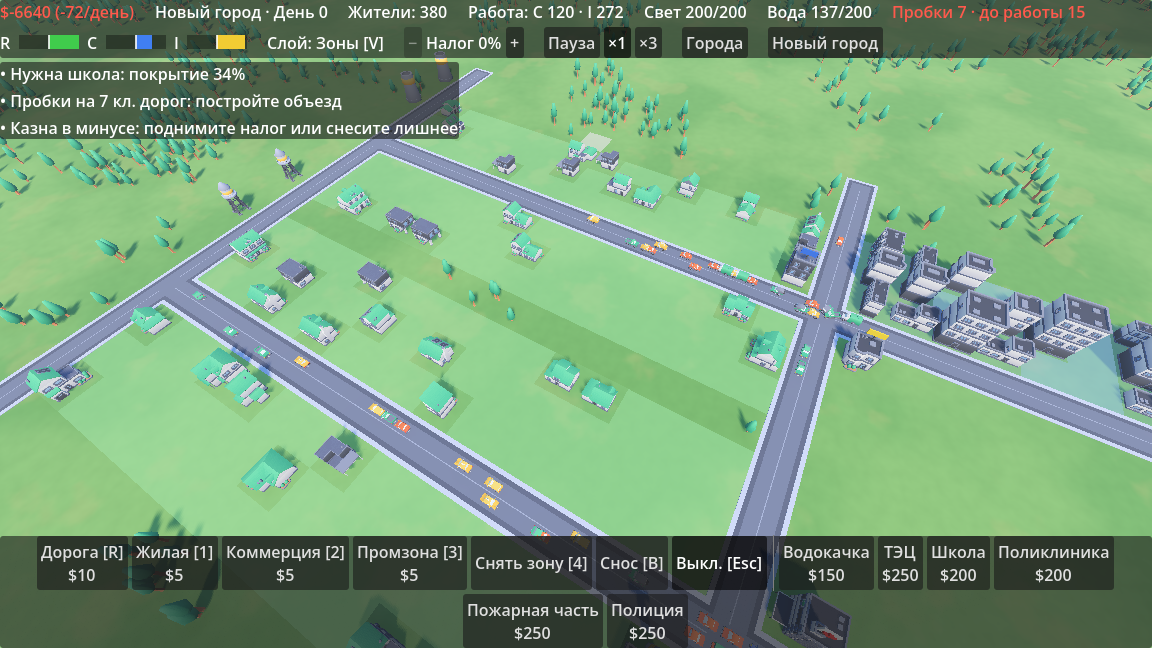 $-6640 (-72/день) Новый город · День 0 Жители: 380 Работа: C 120 · I 272 Свет 200/200 Вода 137/200 Пробки 7 · до работы 15
R C I Слой: Зоны [V] − Налог 0% + Пауза ×1 ×3 Города Новый город
• Нужна школа: покрытие 34%
• Пробки на 7 кл. дорог: постройте объезд
• Казна в минусе: поднимите налог или снесите лишнее
Дорога [R] Жилая [1] Коммерция [2] Промзона [3] Снять зону [4] Снос [B] Выкл. [Esc] Водокачка ТЭЦ Школа Поликлиника
$10 $5 $5 $5 $150 $250 $200 $200
Пожарная часть Полиция
$250 $250